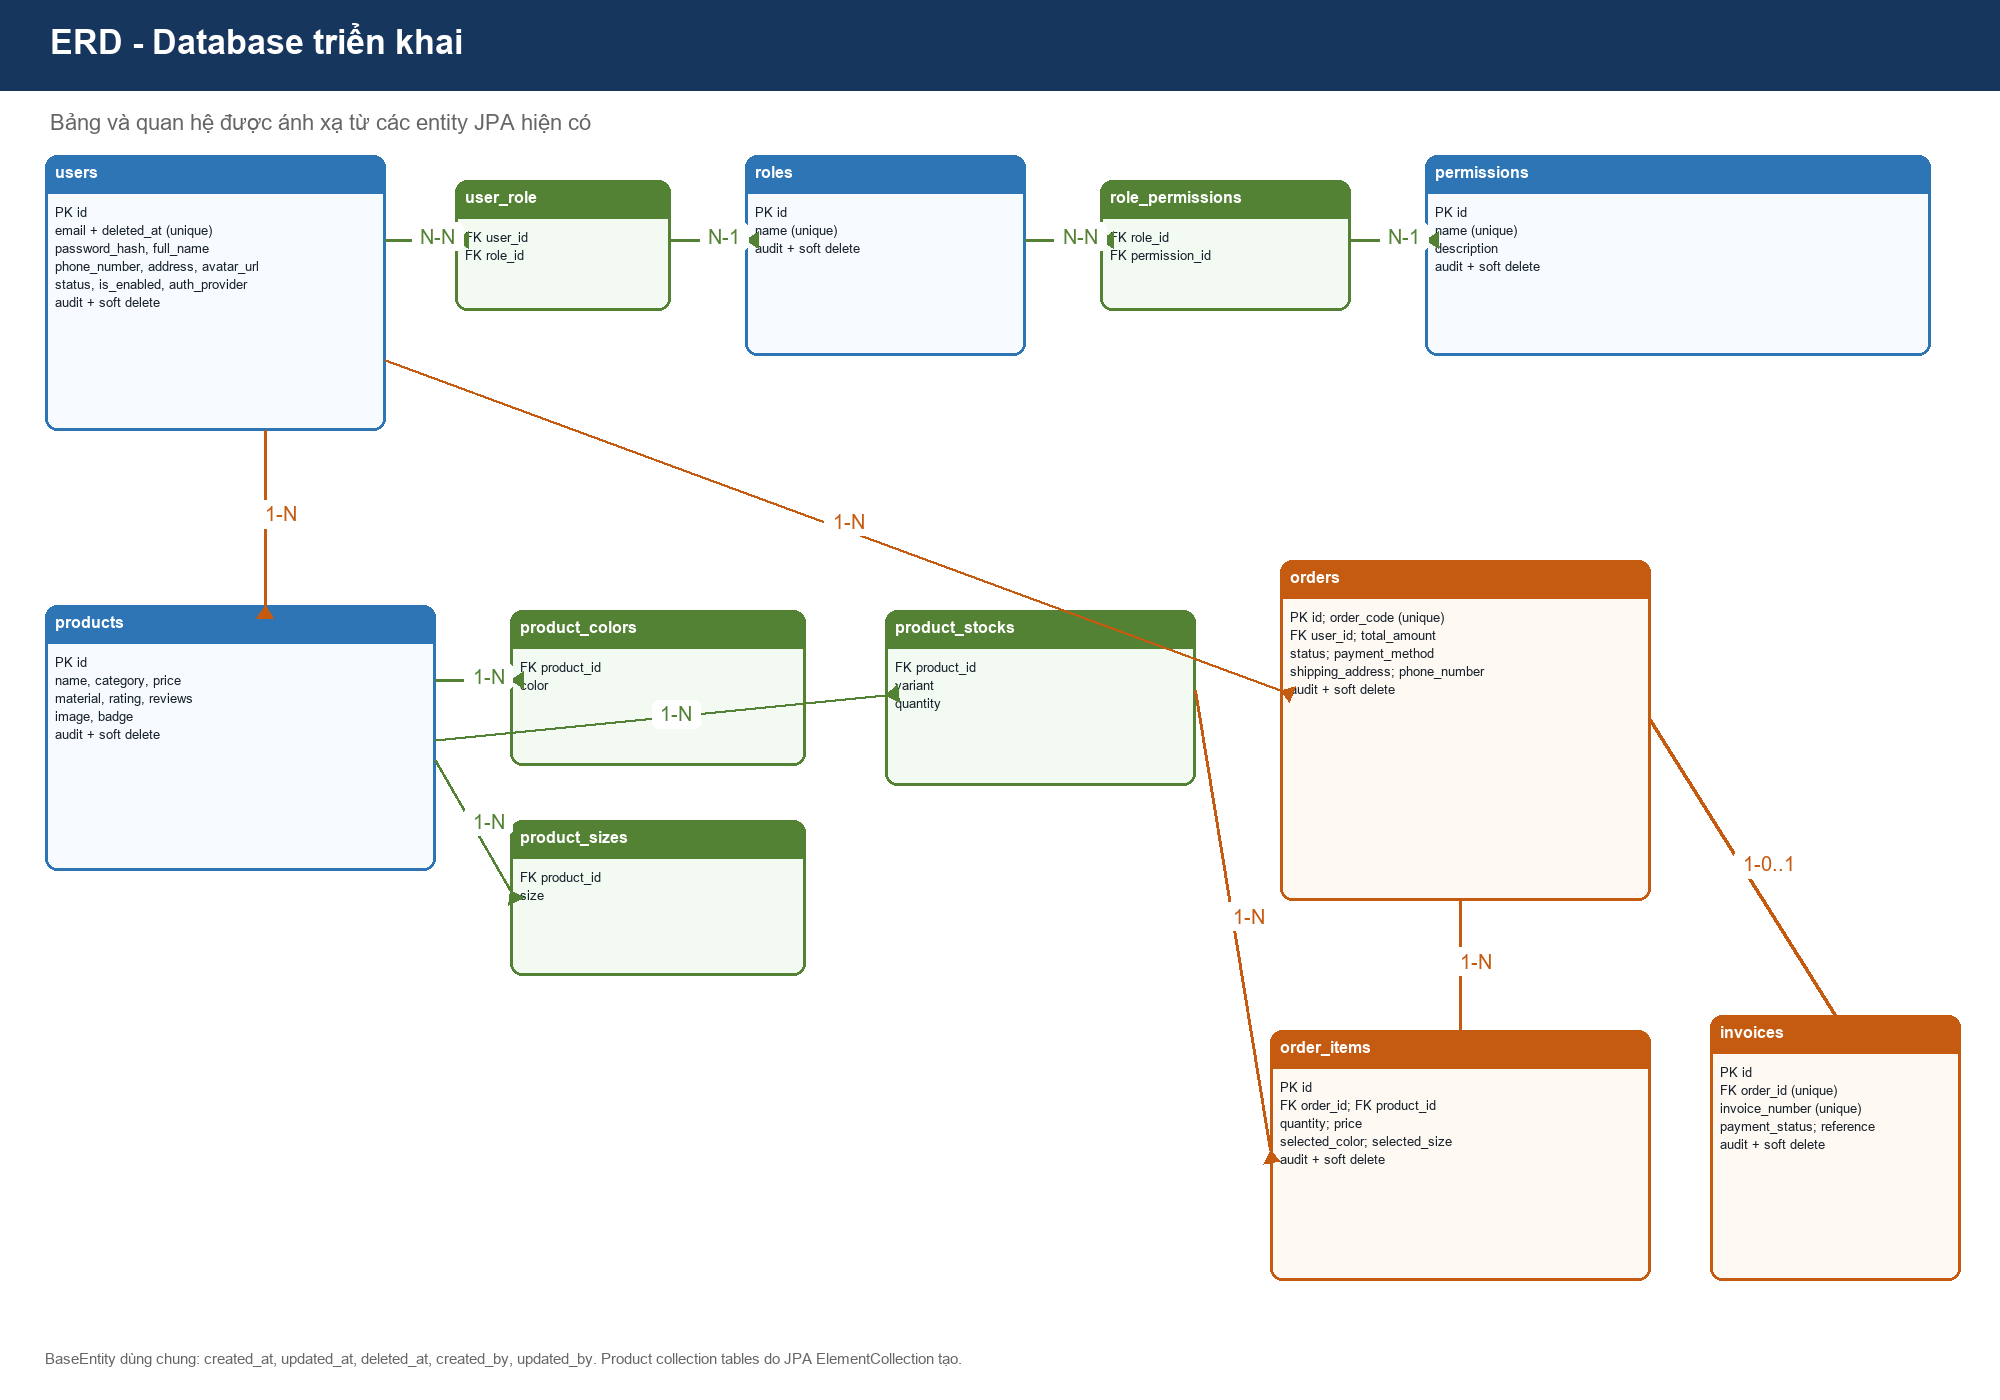 ERD - Database triển khai
Bảng và quan hệ được ánh xạ từ các entity JPA hiện có
users
PK id
email + deleted_at (unique)
password_hash, full_name
phone_number, address, avatar_url
status, is_enabled, auth_provider
audit + soft delete
N-N
user_role
FK user_id
FK role_id
N-1
roles
PK id
name (unique)
audit + soft delete
N-N
role_permissions
FK role_id
FK permission_id
N-1
permissions
PK id
name (unique)
description
audit + soft delete
1-N
1-N
products
PK id
name, category, price
material, rating, reviews
image, badge
audit + soft delete
1-N
product_colors
FK product_id
color
1-N
product_stocks
FK product_id
variant
quantity
1-N
product_sizes
FK product_id
size
orders
PK id; order_code (unique)
FK user_id; total_amount
status; payment_method
shipping_address; phone_number
audit + soft delete
1-N
1-N
1-0..1
order_items
PK id
FK order_id; FK product_id
quantity; price
selected_color; selected_size
audit + soft delete
invoices
PK id
FK order_id (unique)
invoice_number (unique)
payment_status; reference
audit + soft delete
BaseEntity dùng chung: created_at, updated_at, deleted_at, created_by, updated_by. Product collection tables do JPA ElementCollection tạo.